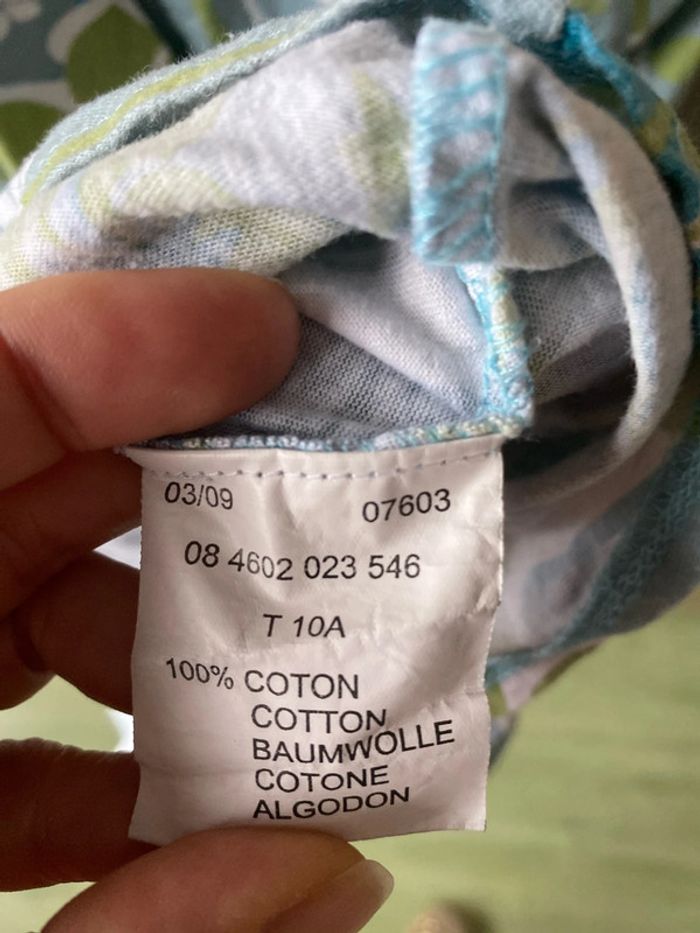 03/09 07603
08 4602 023 546
T 10A
100% COTON
COTTON
BAUMWOLLE
COTONE
ALGODON